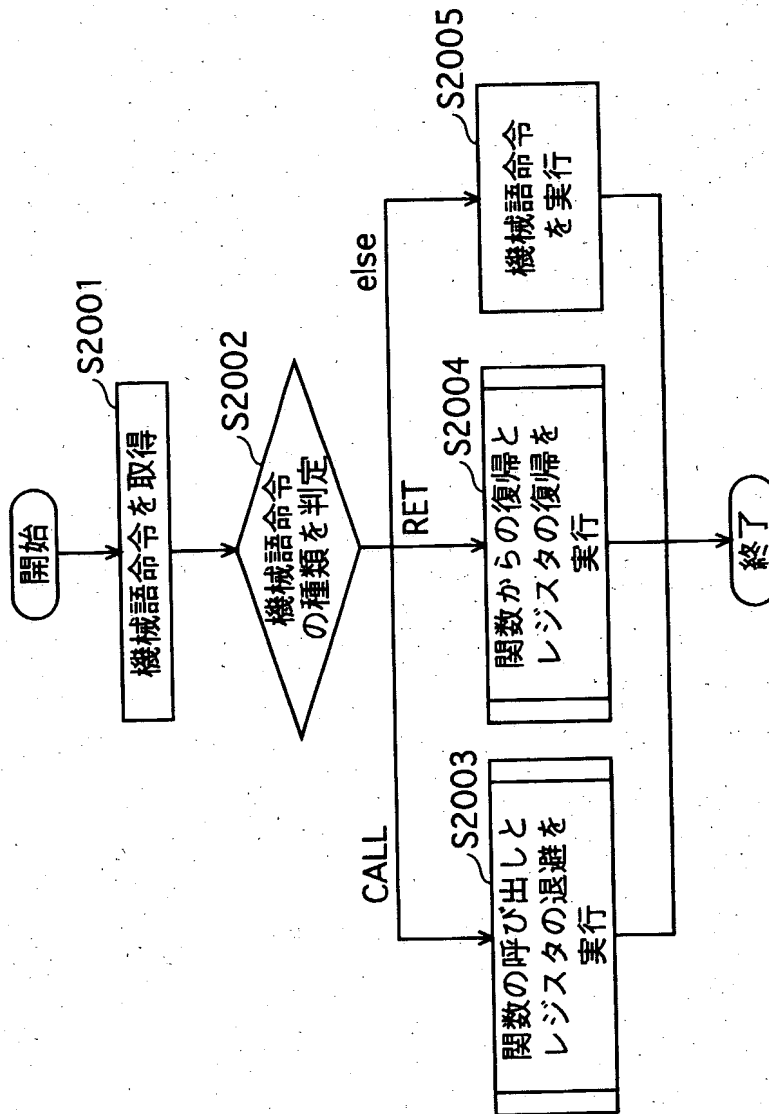 開始
機械語命令を取得
S2001
機械語命令
の種類を判定
S2002
CALL
RET
else
関数の呼び出しと
レジスタの退避を
実行
S2003
関数からの復帰と
レジスタの復帰を
実行
S2004
機械語命令
を実行
S2005
終了